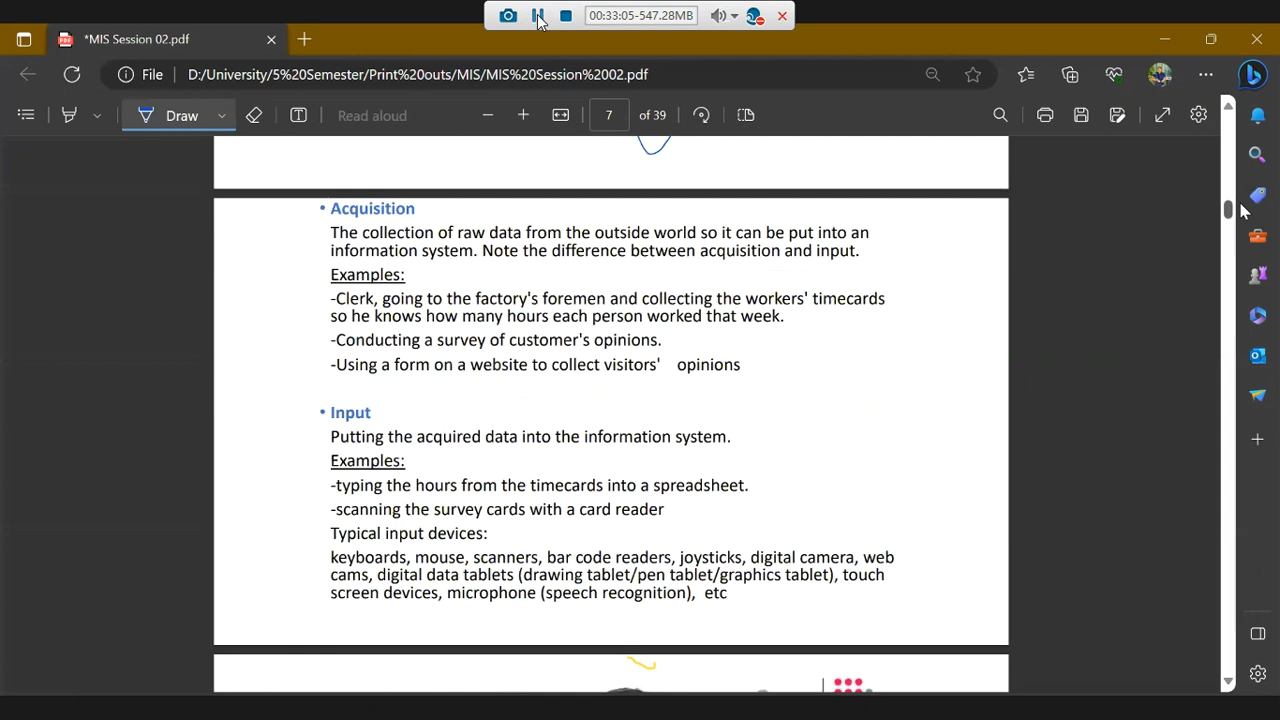 00:33:05-547.28MB
*MIS Session 02.pdf
File D:/University/5%20Semester/Print%20outs/MIS/MIS%20Session%2002.pdf
Draw Read aloud 7 of 39
• Acquisition
The collection of raw data from the outside world so it can be put into an
information system. Note the difference between acquisition and input.
Examples:
-Clerk, going to the factory's foremen and collecting the workers' timecards
so he knows how many hours each person worked that week.
-Conducting a survey of customer's opinions.
-Using a form on a website to collect visitors' opinions
• Input
Putting the acquired data into the information system.
Examples:
-typing the hours from the timecards into a spreadsheet.
-scanning the survey cards with a card reader
Typical input devices:
keyboards, mouse, scanners, bar code readers, joysticks, digital camera, web
cams, digital data tablets (drawing tablet/pen tablet/graphics tablet), touch
screen devices, microphone (speech recognition), etc